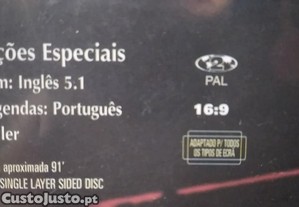 ções Especiais
m: Inglês 5.1
gendas: Português
ler
aproximada 91'
SINGLE LAYER SIDED DISC
2
PAL
16:9
ADAPTADO P/ TODOS
OS TIPOS DE ECRÃ
CustoJusto.pt